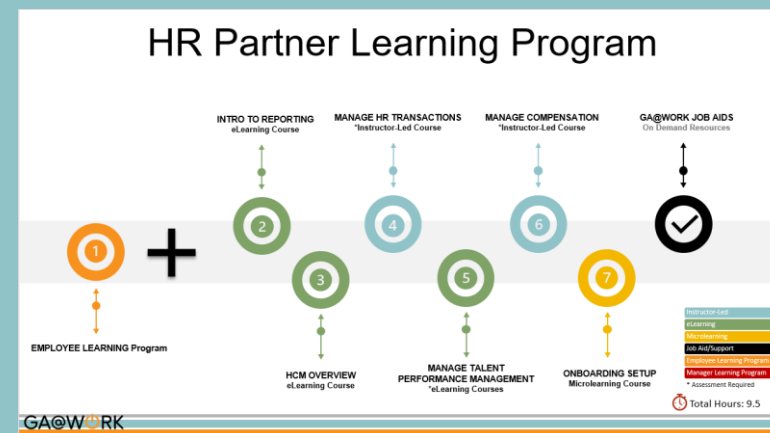 HR Partner Learning Program
INTRO TO REPORTING
eLearning Course
MANAGE HR TRANSACTIONS
*Instructor-Led Course
MANAGE COMPENSATION
*Instructor-Led Course
GA@WORK JOB AIDS
On Demand Resources
1
2
3
4
5
6
7
EMPLOYEE LEARNING Program
HCM OVERVIEW
eLearning Course
MANAGE TALENT
PERFORMANCE MANAGEMENT
*eLearning Courses
ONBOARDING SETUP
Microlearning Course
Instructor-Led
eLearning
Microlearning
Job Aid/Support
Employee Learning Program
Manager Learning Program
* Assessment Required
Total Hours: 9.5
GA@WORK